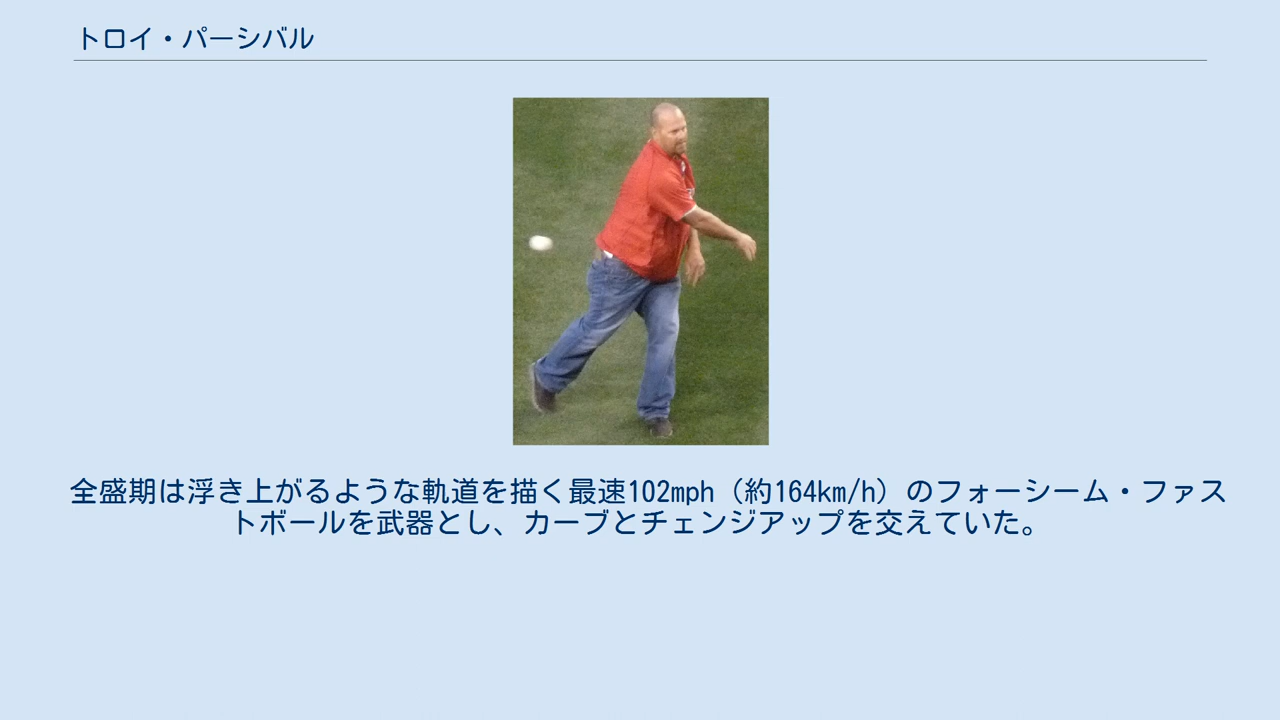 トロイ・パーシバル
全盛期は浮き上がるような軌道を描く最速102mph（約164km/h）のフォーシーム・ファス
トボールを武器とし、カーブとチェンジアップを交えていた。